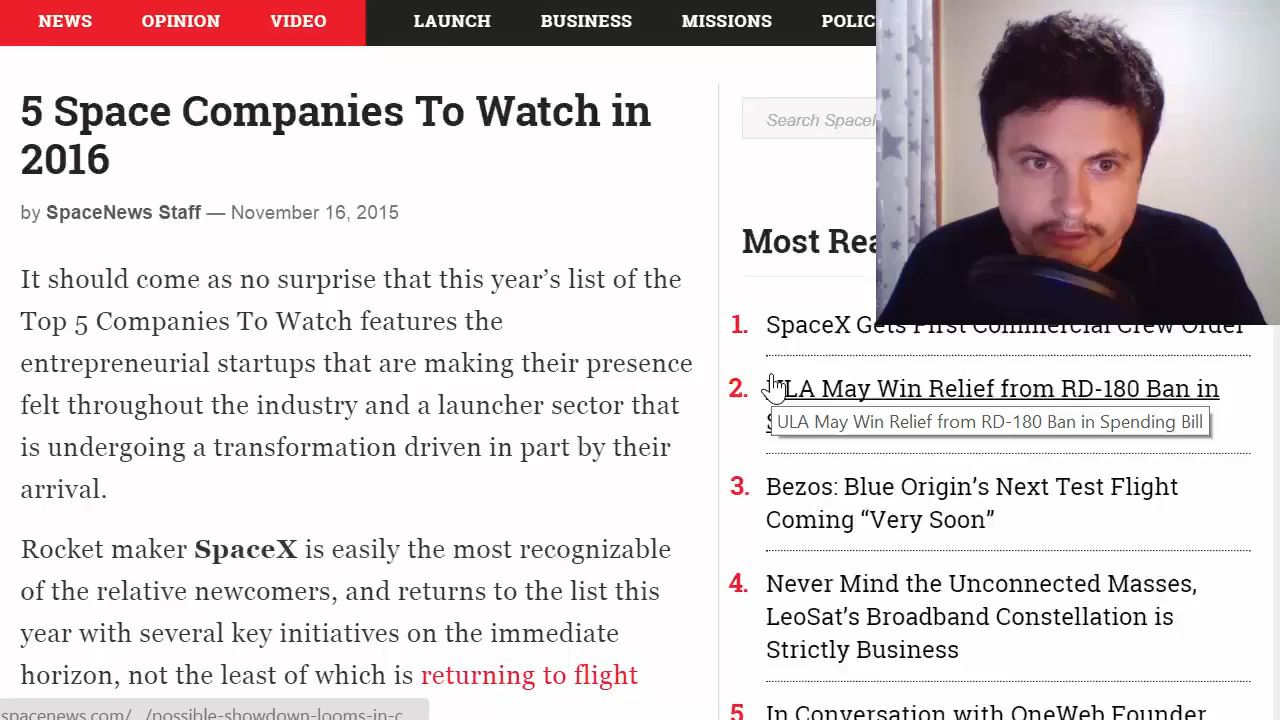 NEWS OPINION VIDEO LAUNCH BUSINESS MISSIONS POLIC
5 Space Companies To Watch in
2016
by SpaceNews Staff — November 16, 2015
It should come as no surprise that this year's list of the
Top 5 Companies To Watch features the
entrepreneurial startups that are making their presence
felt throughout the industry and a launcher sector that
is undergoing a transformation driven in part by their
arrival.
Rocket maker SpaceX is easily the most recognizable
of the relative newcomers, and returns to the list this
year with several key initiatives on the immediate
horizon, not the least of which is returning to flight
spacenews.com/.../possible-showdown-looms-in-c...
Search SpaceN
Most Rea
1. SpaceX Gets First Commercial Crew Order
2. ULA May Win Relief from RD-180 Ban in
ULA May Win Relief from RD-180 Ban in Spending Bill
3. Bezos: Blue Origin's Next Test Flight
Coming “Very Soon”
4. Never Mind the Unconnected Masses,
LeoSat's Broadband Constellation is
Strictly Business
5. In Conversation with OneWeb Founder